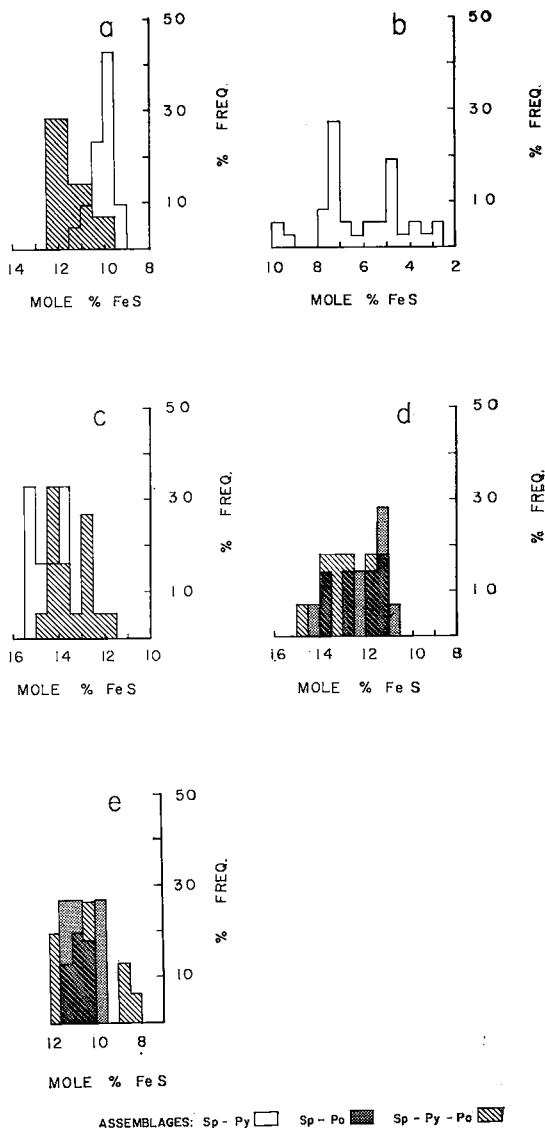 a
50
30
10
% FREQ.
14 12 10 8
MOLE % FeS
b
50
30
10
% FREQ.
10 8 6 4 2
MOLE % FeS
c
50
30
10
% FREQ.
16 14 12 10
MOLE % FeS
d
50
30
10
% FREQ.
16 14 12 10 8
MOLE % FeS
e
50
30
10
% FREQ.
12 10 8
MOLE % FeS
ASSEMBLAGES: Sp - Py Sp - Po Sp - Py - Po